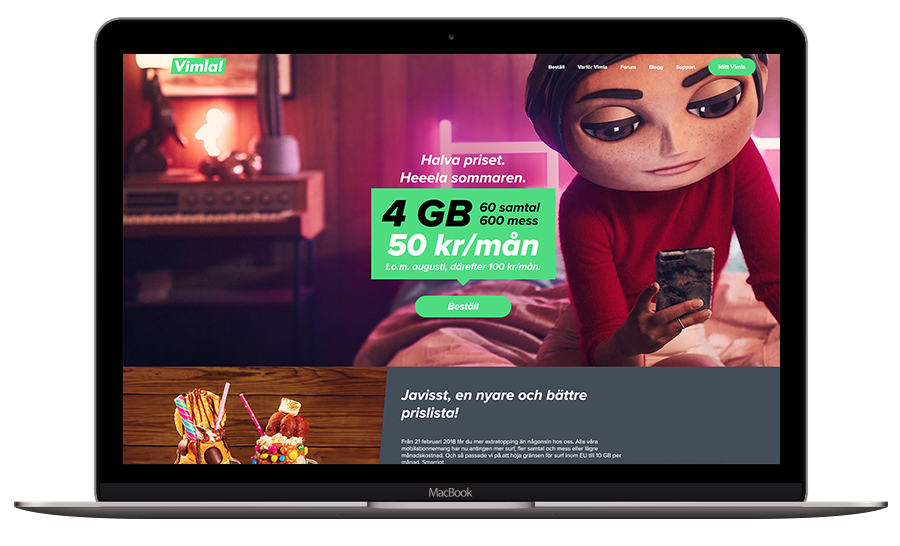 Vimla!
Beställ Varför Vimla Forum Blogg Support Mitt Vimla
Halva priset.
Heeela sommaren.
4 GB 60 samtal
600 mess
50 kr/mån
t.o.m. augusti, därefter 100 kr/mån.
Beställ
Javisst, en nyare och bättre
prislista!
Från 21 februari 2018 får du mer extratopping än någonsin hos oss. Alla våra
mobilabonnemang har nu antingen mer surf, fler samtal och mess eller lägre
månadskostnad. Och så passade vi på att höja gränsen för surf inom EU till 10 GB per
månad. Smarriot
MacBook